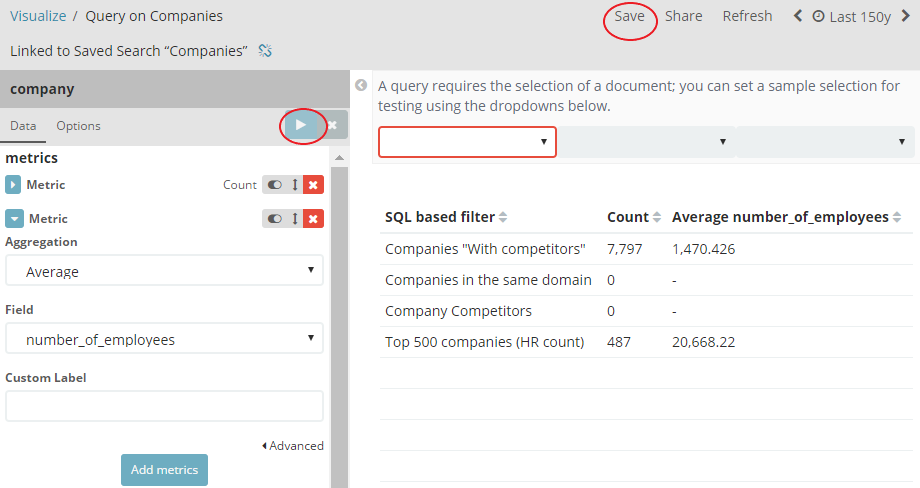 Visualize / Query on Companies
Save Share Refresh Last 150y
Linked to Saved Search “Companies”
company
Data Options
metrics
Metric Count
Metric
Aggregation
Average
Field
number_of_employees
Custom Label
Advanced
Add metrics
A query requires the selection of a document; you can set a sample selection for
testing using the dropdowns below.
SQL based filter Count Average number_of_employees
Companies "With competitors" 7,797 1,470.426
Companies in the same domain 0 -
Company Competitors 0 -
Top 500 companies (HR count) 487 20,668.22